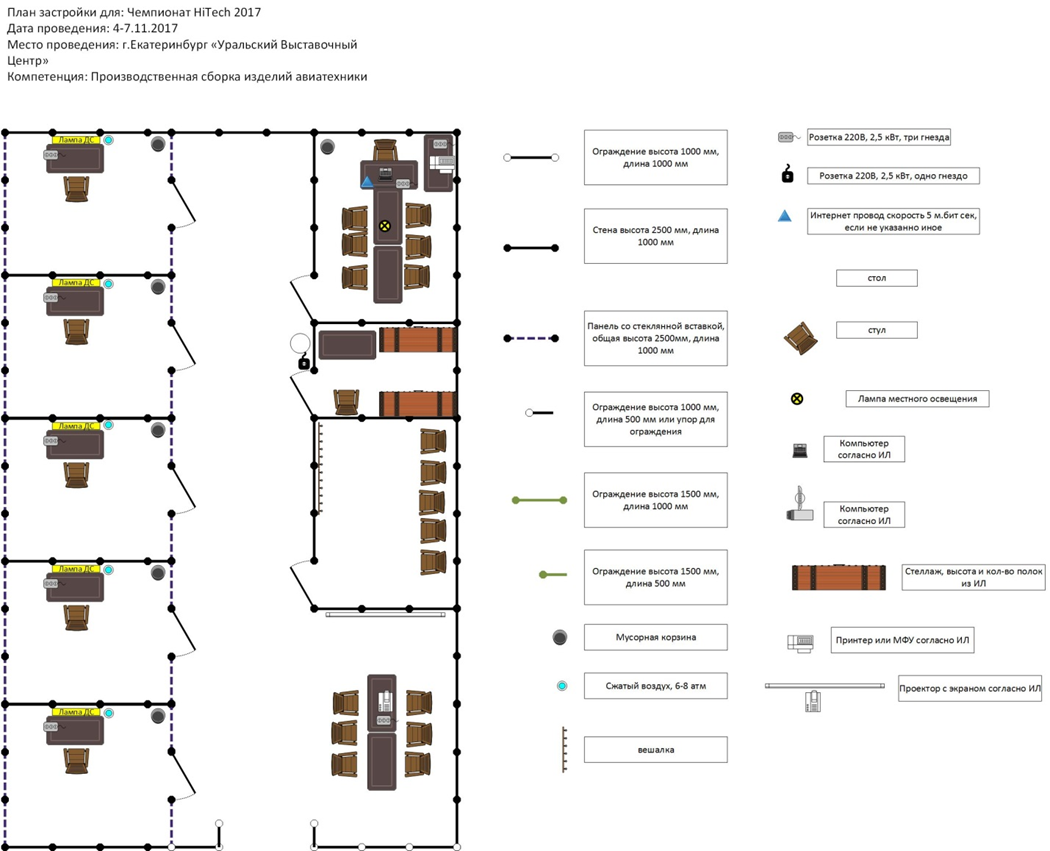 План застройки для: Чемпионат HiTech 2017
Дата проведения: 4-7.11.2017
Место проведения: г.Екатеринбург «Уральский Выставочный
Центр»
Компетенция: Производственная сборка изделий авиатехники
Лампа ДС
Лампа ДС
Лампа ДС
Лампа ДС
Лампа ДС
Ограждение высота 1000 мм,
длина 1000 мм
Стена высота 2500 мм, длина
1000 мм
Панель со стеклянной вставкой,
общая высота 2500мм, длина
1000 мм
Ограждение высота 1000 мм,
длина 500 мм или упор для
ограждения
Ограждение высота 1500 мм,
длина 1000 мм
Ограждение высота 1500 мм,
длина 500 мм
Мусорная корзина
Сжатый воздух, 6-8 атм
вешалка
Розетка 220В, 2,5 кВт, три гнезда
Розетка 220В, 2,5 кВт, одно гнездо
Интернет провод скорость 5 м.бит сек,
если не указанно иное
стол
стул
Лампа местного освещения
Компьютер
согласно ИЛ
Компьютер
согласно ИЛ
Стеллаж, высота и кол-во полок
из ИЛ
Принтер или МФУ согласно ИЛ
Проектор с экраном согласно ИЛ